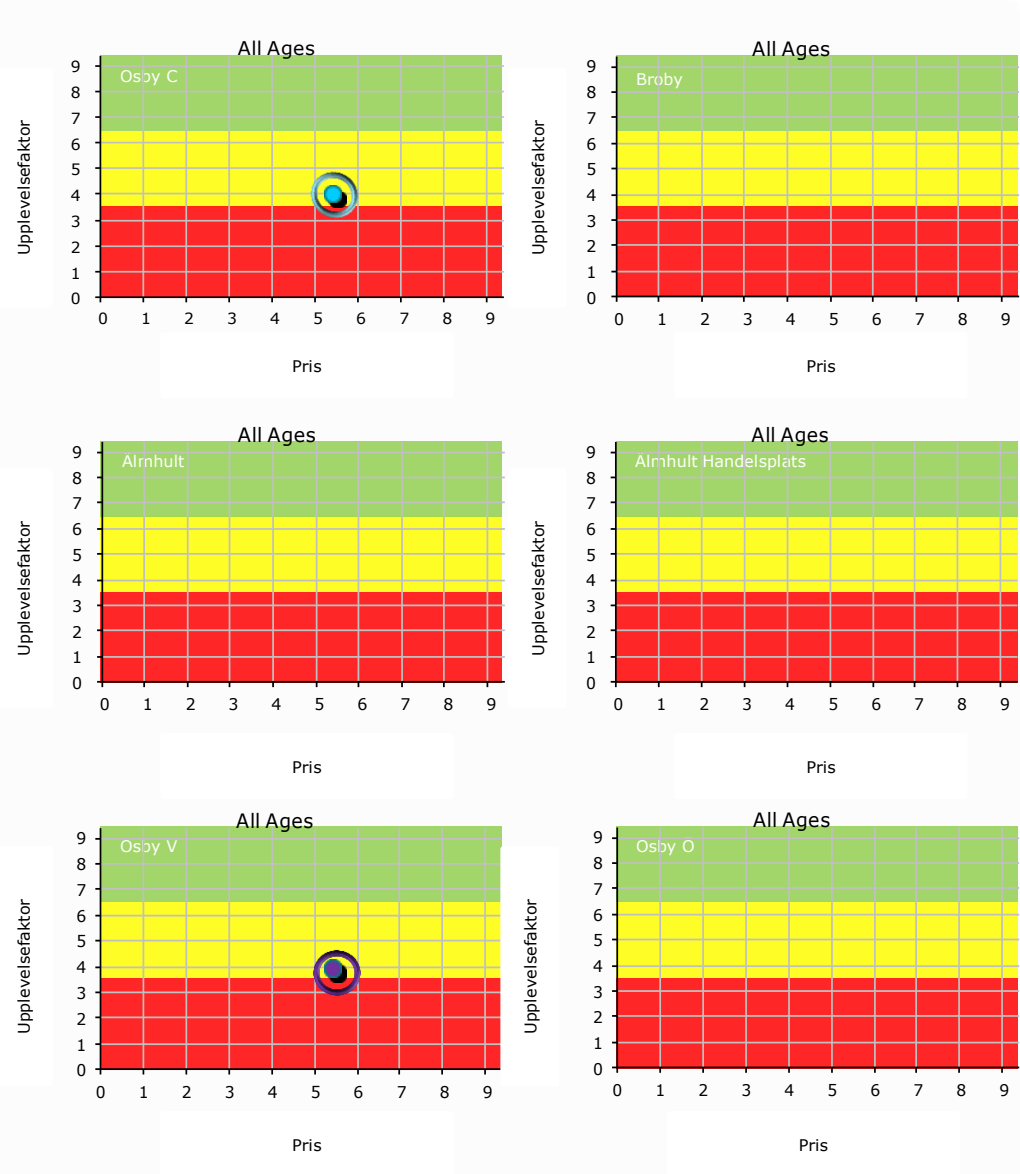 All Ages
Osby C
9
8
7
6
5
4
3
2
1
0
0 1 2 3 4 5 6 7 8 9
Upplevelsefaktor
Pris
All Ages
Broby
9
8
7
6
5
4
3
2
1
0
0 1 2 3 4 5 6 7 8 9
Upplevelsefaktor
Pris
All Ages
Almhult
9
8
7
6
5
4
3
2
1
0
0 1 2 3 4 5 6 7 8 9
Upplevelsefaktor
Pris
All Ages
Almhult Handelsplats
9
8
7
6
5
4
3
2
1
0
0 1 2 3 4 5 6 7 8 9
Upplevelsefaktor
Pris
All Ages
Osby V
9
8
7
6
5
4
3
2
1
0
0 1 2 3 4 5 6 7 8 9
Upplevelsefaktor
Pris
All Ages
Osby O
9
8
7
6
5
4
3
2
1
0
0 1 2 3 4 5 6 7 8 9
Upplevelsefaktor
Pris